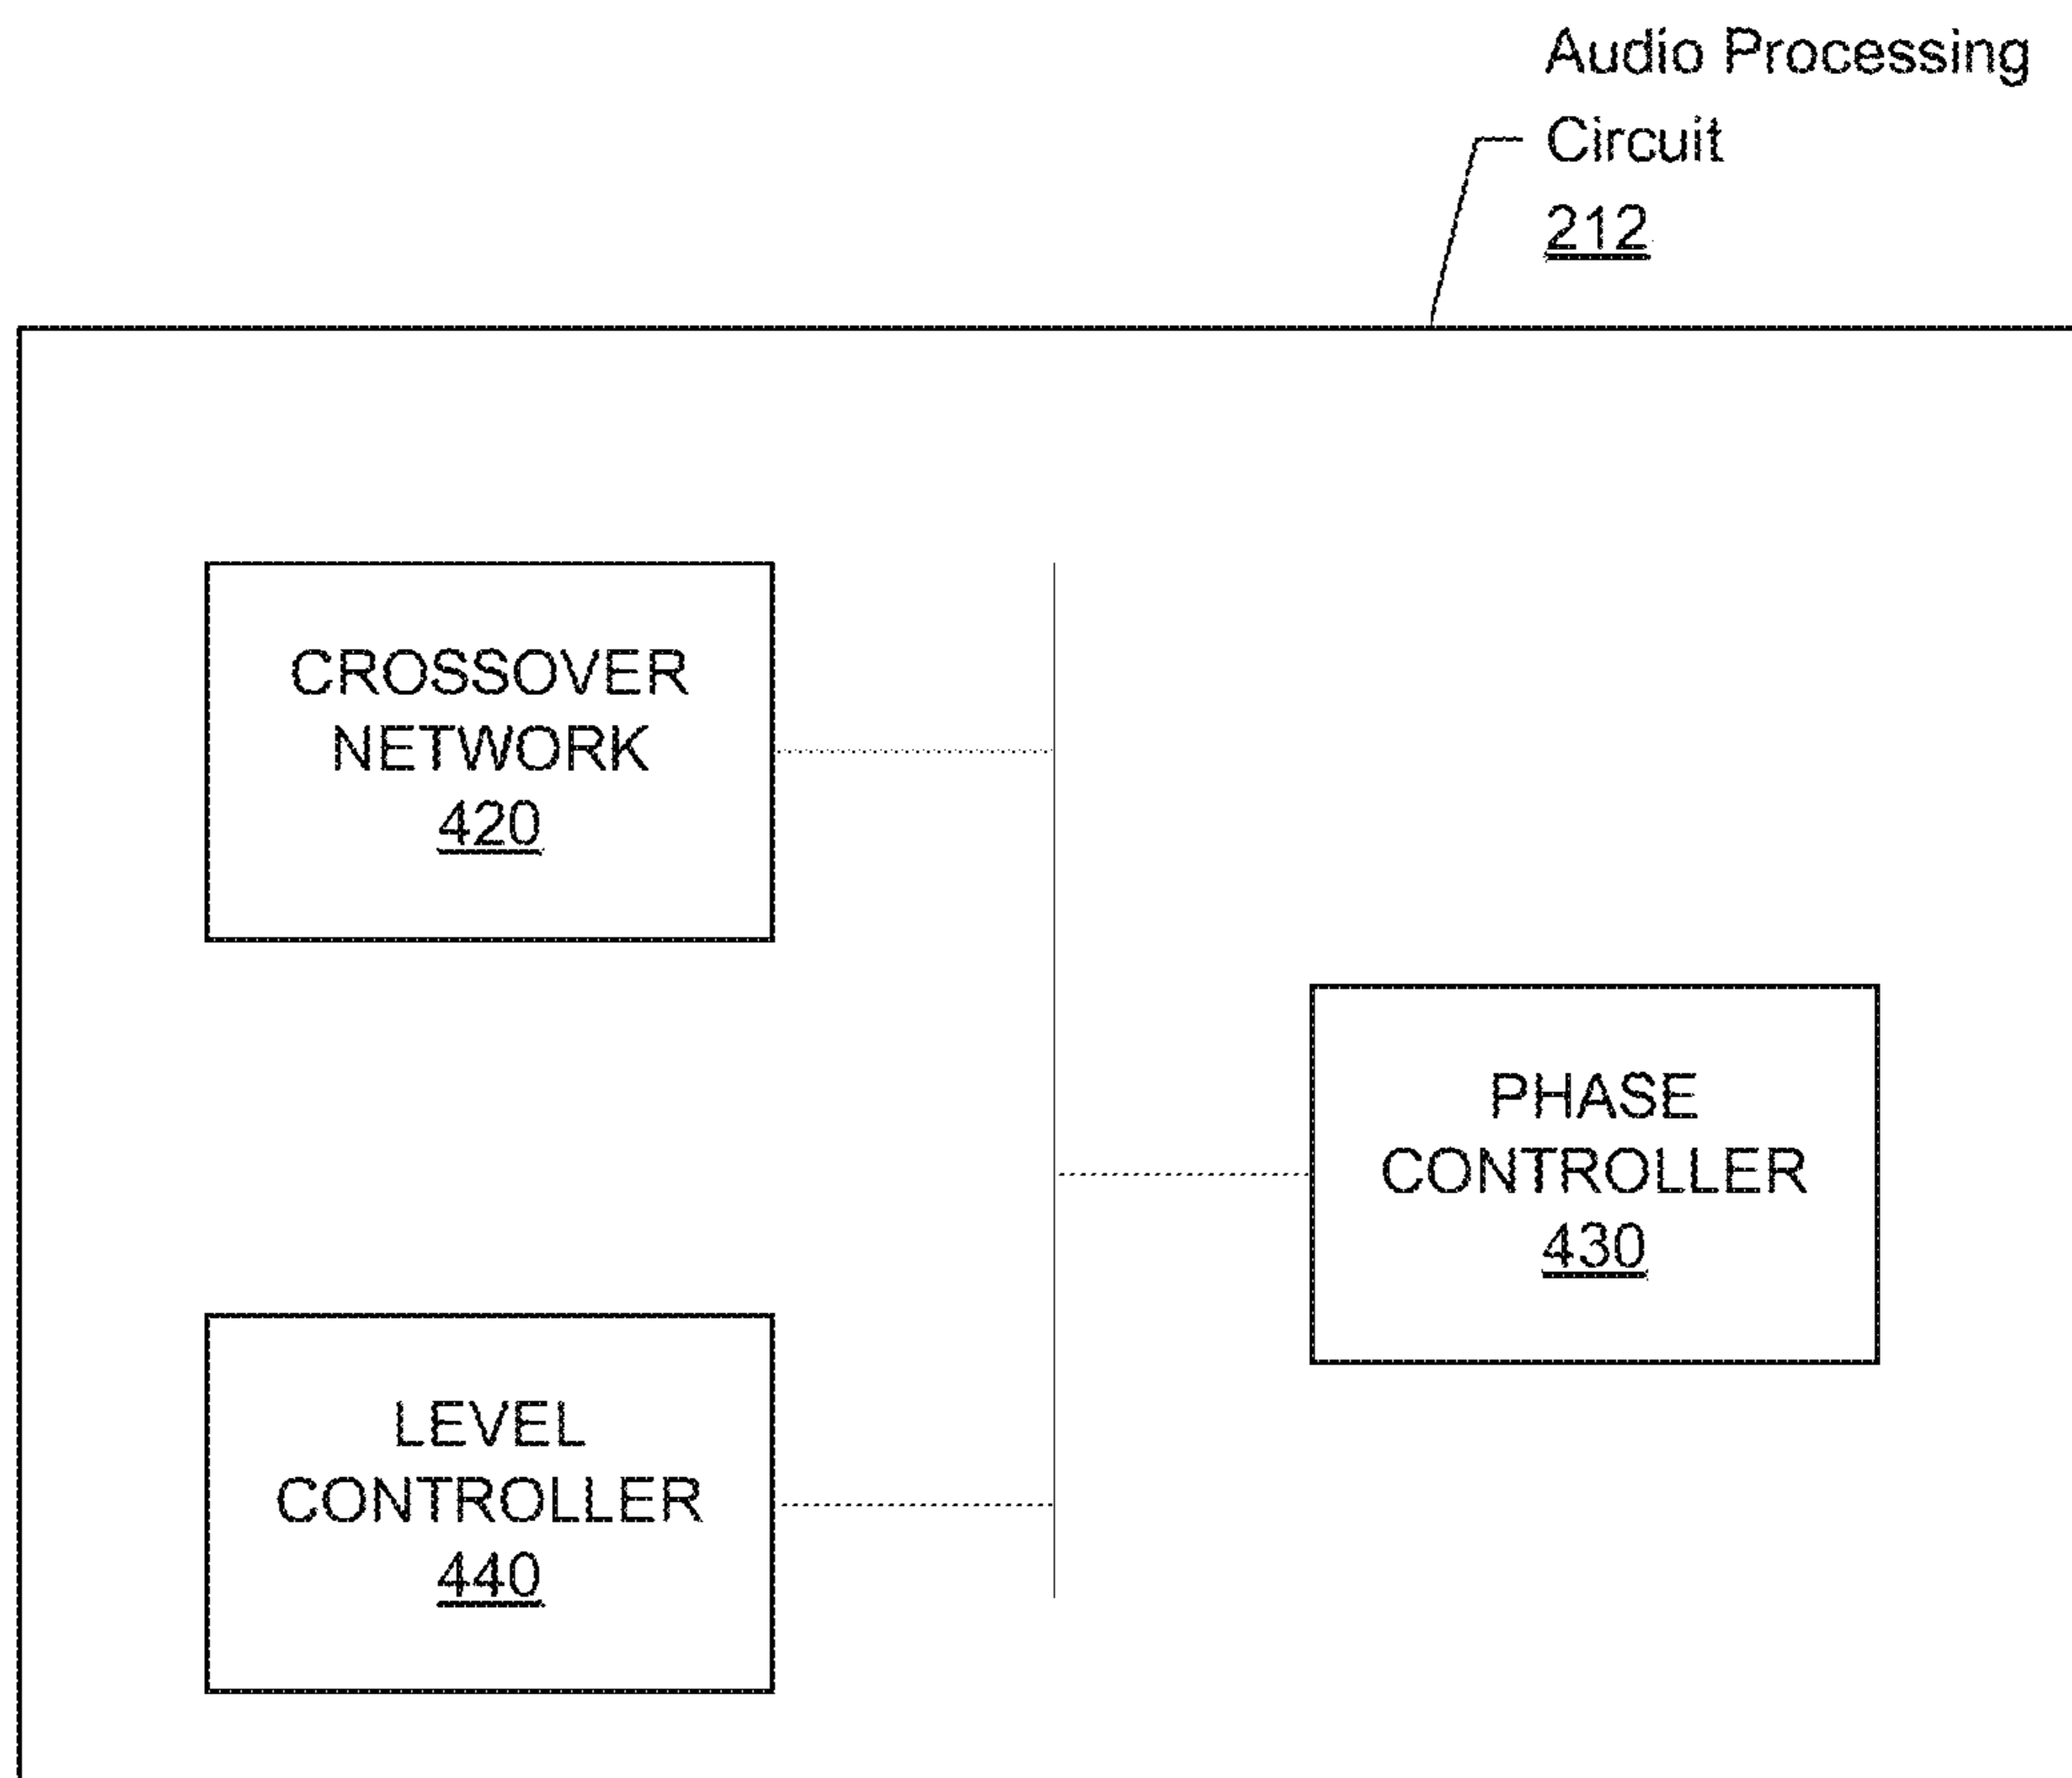 Audio Processing
Circuit
212
CROSSOVER
NETWORK
420
PHASE
CONTROLLER
430
LEVEL
CONTROLLER
440